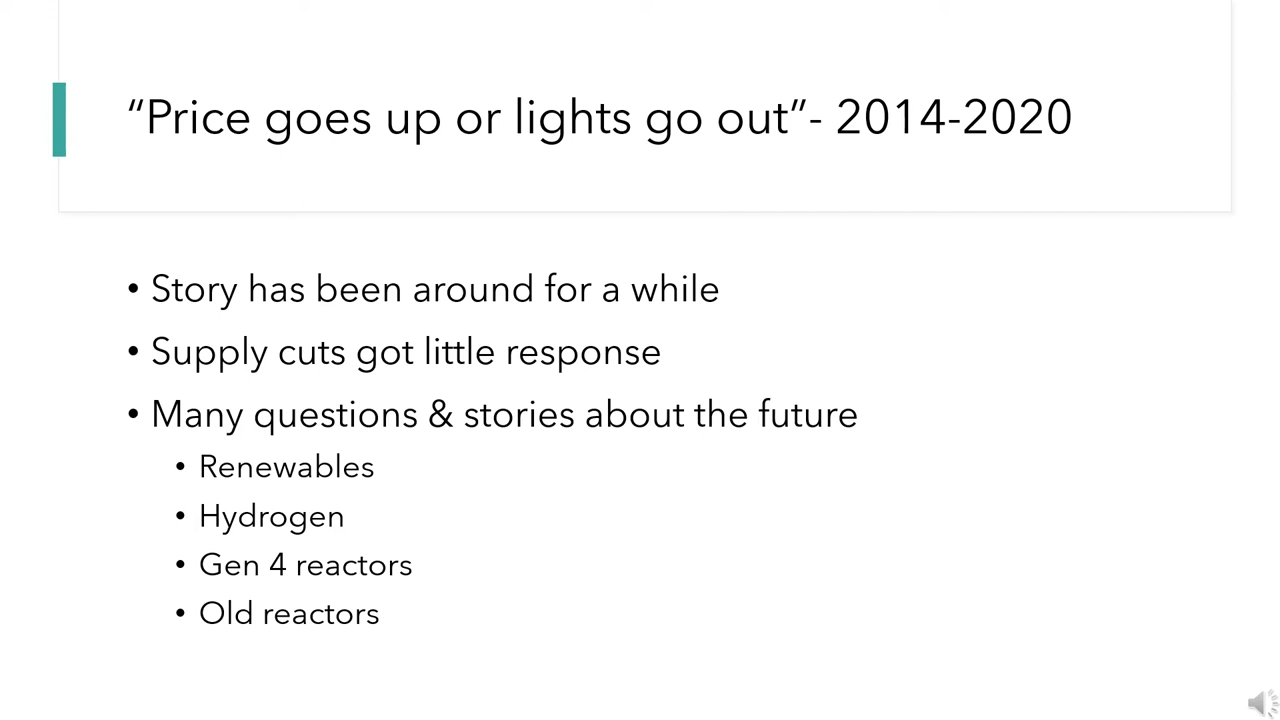 “Price goes up or lights go out”- 2014-2020
• Story has been around for a while
• Supply cuts got little response
• Many questions & stories about the future
• Renewables
• Hydrogen
• Gen 4 reactors
• Old reactors